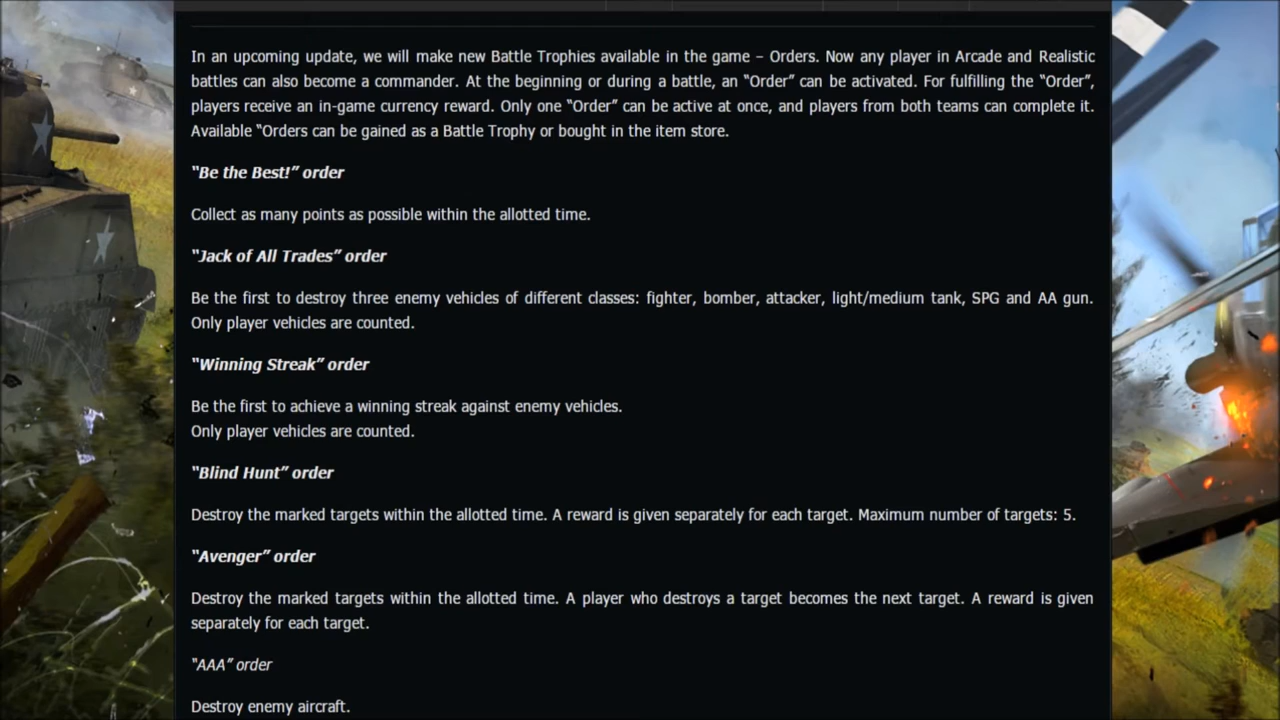 In an upcoming update, we will make new Battle Trophies available in the game – Orders. Now any player in Arcade and Realistic
battles can also become a commander. At the beginning or during a battle, an “Order” can be activated. For fulfilling the “Order”,
players receive an in-game currency reward. Only one “Order” can be active at once, and players from both teams can complete it.
Available “Orders can be gained as a Battle Trophy or bought in the item store.
“Be the Best!” order
Collect as many points as possible within the allotted time.
“Jack of All Trades” order
Be the first to destroy three enemy vehicles of different classes: fighter, bomber, attacker, light/medium tank, SPG and AA gun.
Only player vehicles are counted.
“Winning Streak” order
Be the first to achieve a winning streak against enemy vehicles.
Only player vehicles are counted.
“Blind Hunt” order
Destroy the marked targets within the allotted time. A reward is given separately for each target. Maximum number of targets: 5.
“Avenger” order
Destroy the marked targets within the allotted time. A player who destroys a target becomes the next target. A reward is given
separately for each target.
“AAA” order
Destroy enemy aircraft.